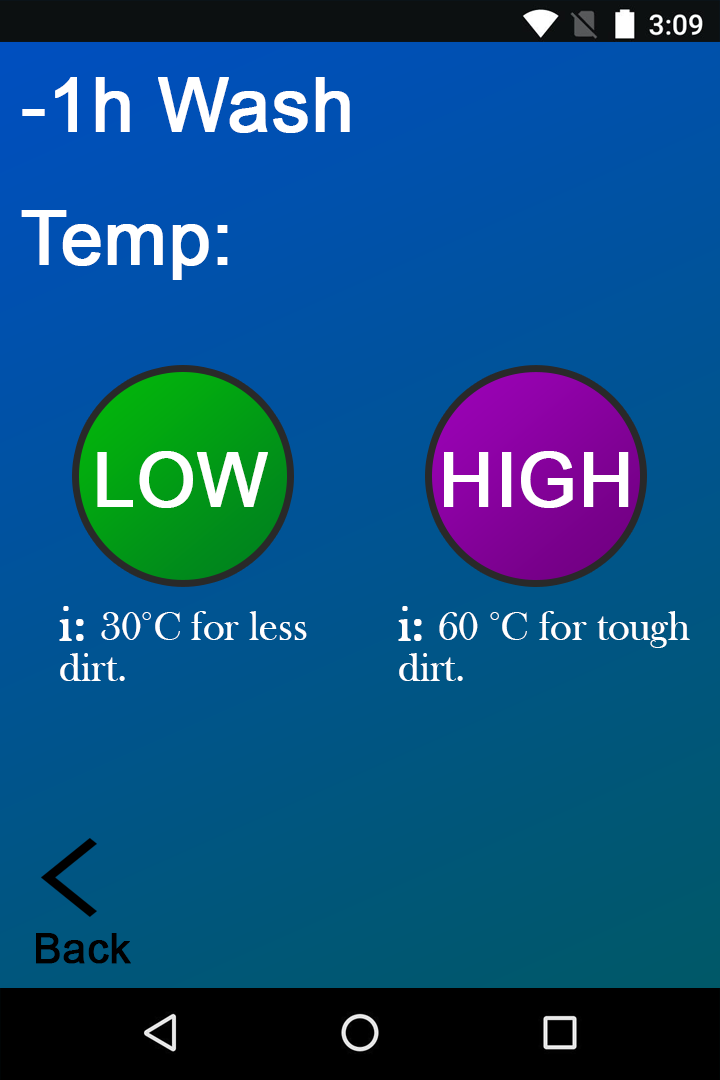 3:09
-1h Wash
Temp:
LOW
HIGH
i: 30°C for less
dirt.
i: 60 °C for tough
dirt.
Back